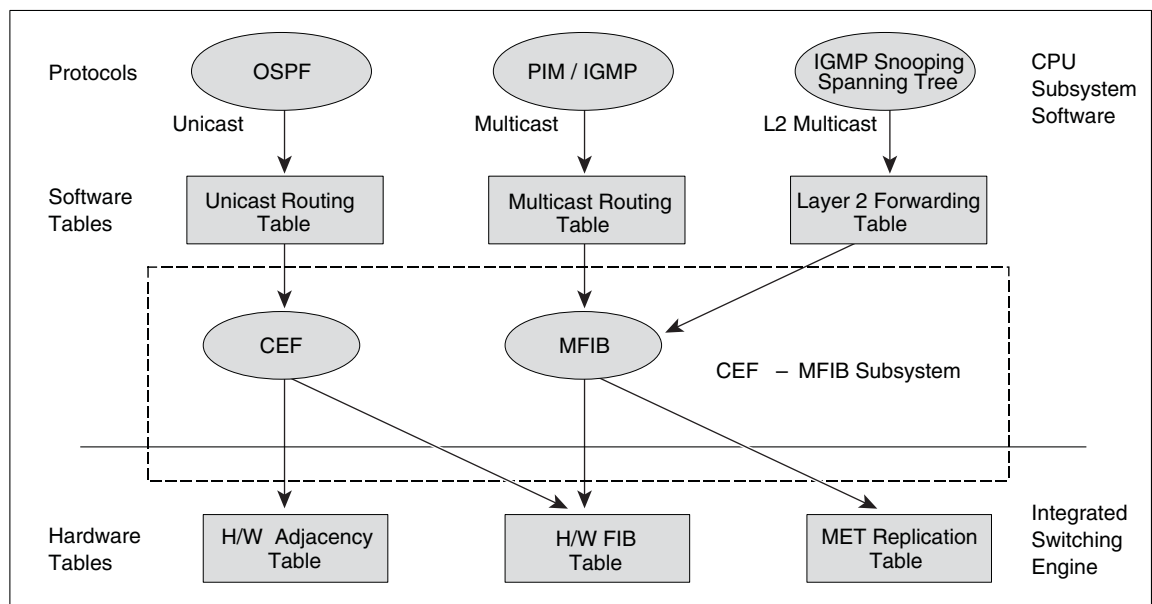 Protocols
OSPF
PIM / IGMP
IGMP Snooping
Spanning Tree
CPU
Subsystem
Software
Unicast
Multicast
L2 Multicast
Software
Tables
Unicast Routing
Table
Multicast Routing
Table
Layer 2 Forwarding
Table
CEF
MFIB
CEF – MFIB Subsystem
Hardware
Tables
H/W Adjacency
Table
H/W FIB
Table
MET Replication
Table
Integrated
Switching
Engine